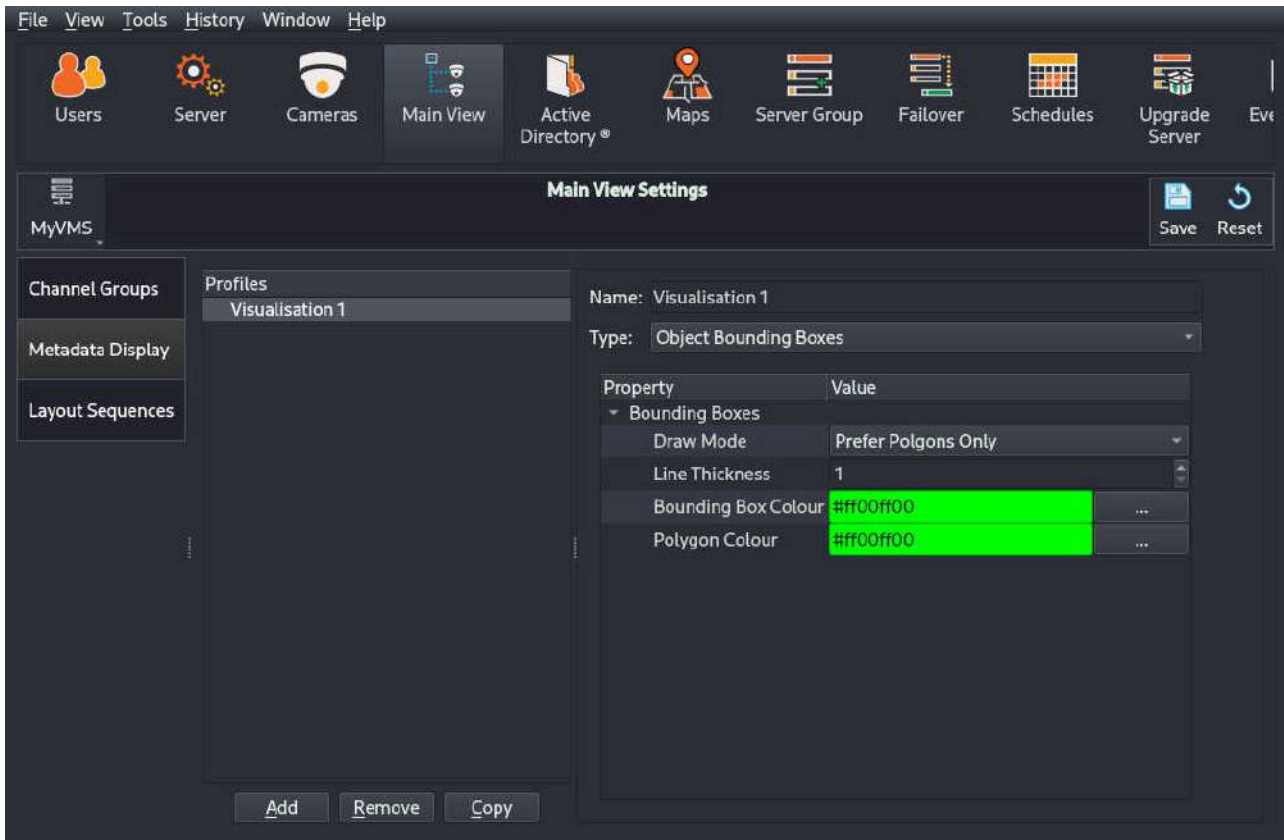 File View Tools History Window Help
Users Server Cameras Main View Active Directory ® Maps Server Group Failover Schedules Upgrade Server Eve
MyVMS
Main View Settings
Save Reset
Channel Groups
Metadata Display
Layout Sequences
Profiles
Visualisation 1
Name: Visualisation 1
Type: Object Bounding Boxes
Property Value
Bounding Boxes
Draw Mode Prefer Polgons Only
Line Thickness 1
Bounding Box Colour #ff00ff00 ...
Polygon Colour #ff00ff00 ...
Add Remove Copy